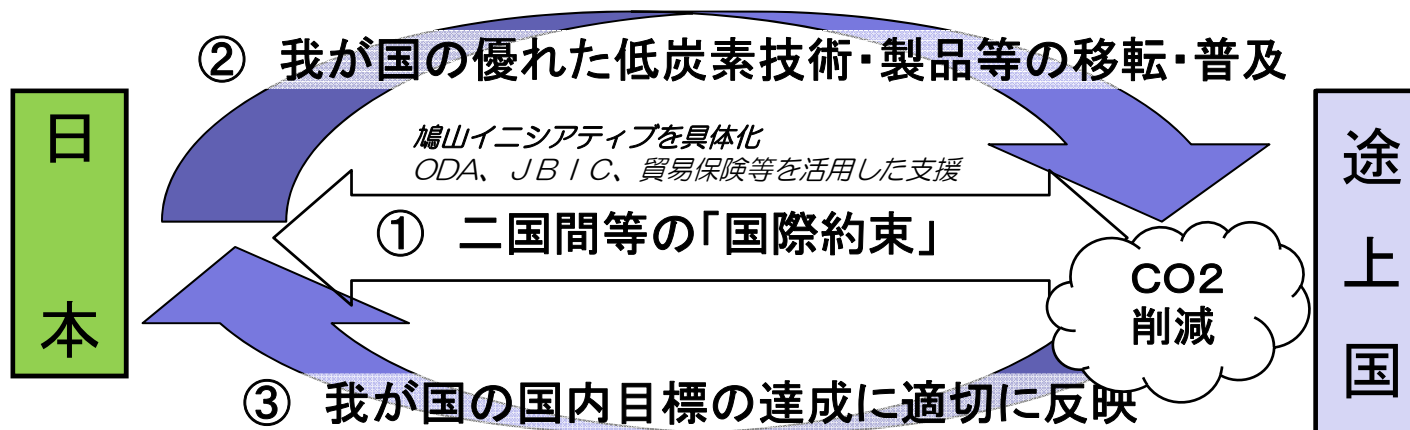 ② 我が国の優れた低炭素技術・製品等の移転・普及
日本
鳩山イニシアティブを具体化
ODA、JBIC、貿易保険等を活用した支援
① 二国間等の「国際約束」
途上国
CO2
削減
③ 我が国の国内目標の達成に適切に反映